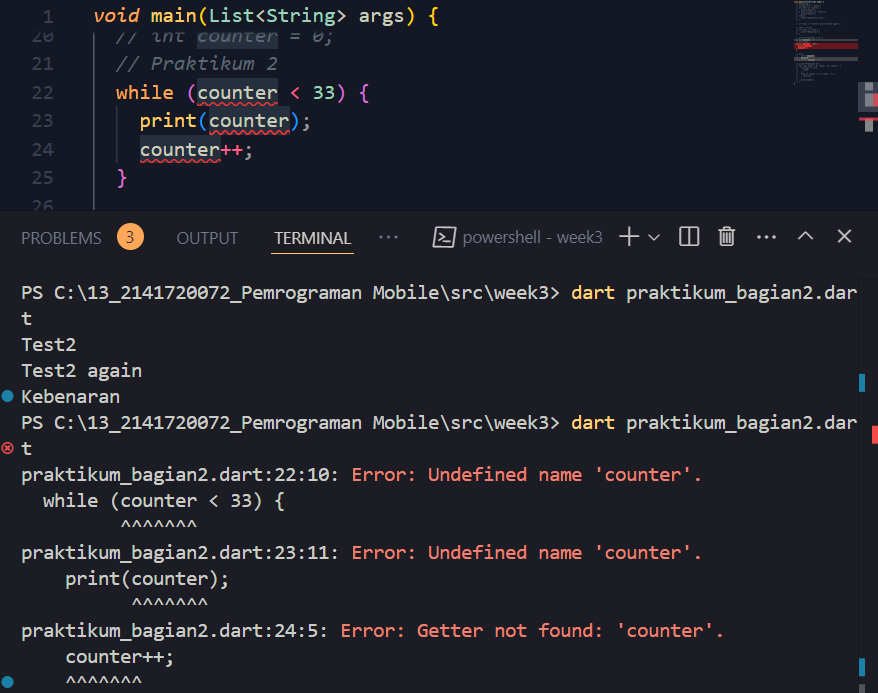 1 void main(List<String> args) {
20 // int counter = 0;
21 // Praktikum 2
22 while (counter < 33) {
23 print(counter);
24 counter++;
25 }
26
PROBLEMS 3 OUTPUT TERMINAL ··· powershell - week3
PS C:\13_2141720072_Pemrograman Mobile\src\week3> dart praktikum_bagian2.dar
t
Test2
Test2 again
Kebenaran
PS C:\13_2141720072_Pemrograman Mobile\src\week3> dart praktikum_bagian2.dar
t
praktikum_bagian2.dart:22:10: Error: Undefined name 'counter'.
while (counter < 33) {
^^^^^^^
praktikum_bagian2.dart:23:11: Error: Undefined name 'counter'.
print(counter);
^^^^^^^
praktikum_bagian2.dart:24:5: Error: Getter not found: 'counter'.
counter++;
^^^^^^^